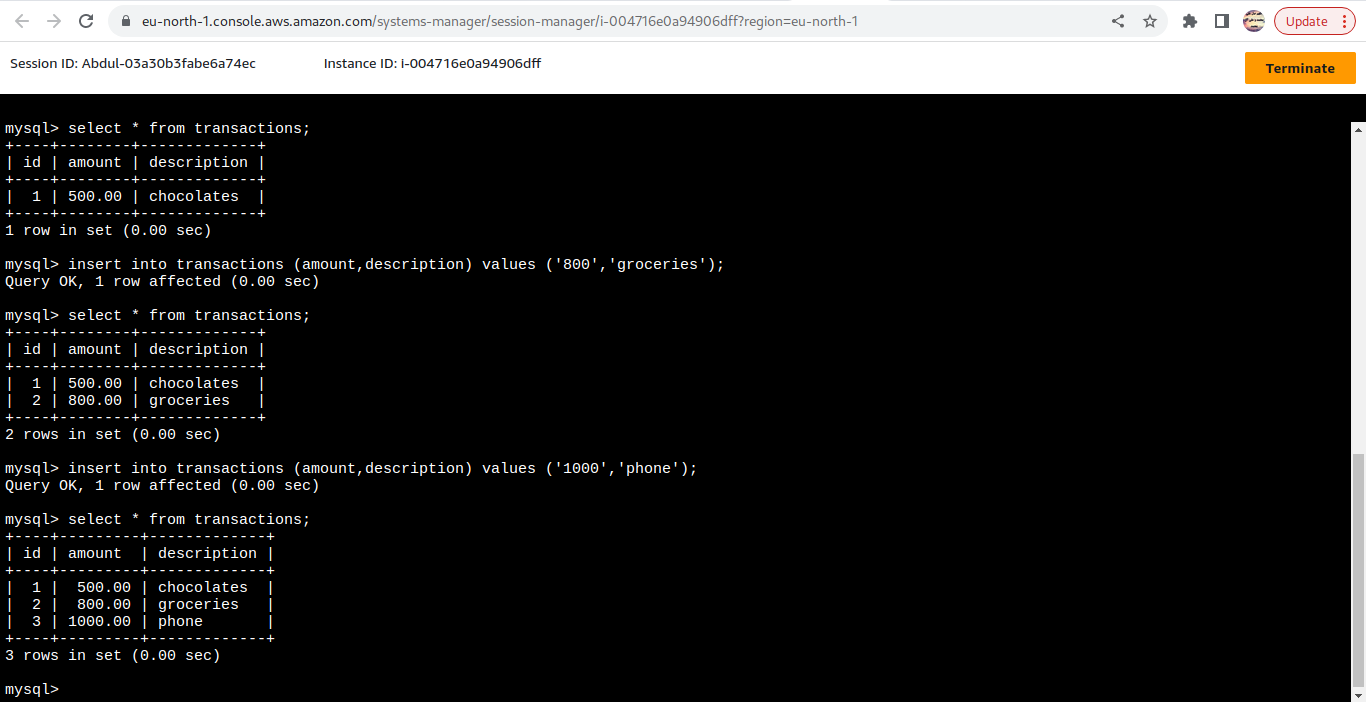 eu-north-1.console.aws.amazon.com/systems-manager/session-manager/i-004716e0a94906dff?region=eu-north-1
Update
Session ID: Abdul-03a30b3fabe6a74ec Instance ID: i-004716e0a94906dff
Terminate
mysql> select * from transactions;
+----+--------+-------------+
| id | amount | description |
+----+--------+-------------+
|  1 | 500.00 | chocolates  |
+----+--------+-------------+
1 row in set (0.00 sec)
mysql> insert into transactions (amount,description) values ('800','groceries');
Query OK, 1 row affected (0.00 sec)
mysql> select * from transactions;
+----+--------+-------------+
| id | amount | description |
+----+--------+-------------+
|  1 | 500.00 | chocolates  |
|  2 | 800.00 | groceries   |
+----+--------+-------------+
2 rows in set (0.00 sec)
mysql> insert into transactions (amount,description) values ('1000','phone');
Query OK, 1 row affected (0.00 sec)
mysql> select * from transactions;
+----+---------+-------------+
| id | amount  | description |
+----+---------+-------------+
|  1 |  500.00 | chocolates  |
|  2 |  800.00 | groceries   |
|  3 | 1000.00 | phone       |
+----+---------+-------------+
3 rows in set (0.00 sec)
mysql>